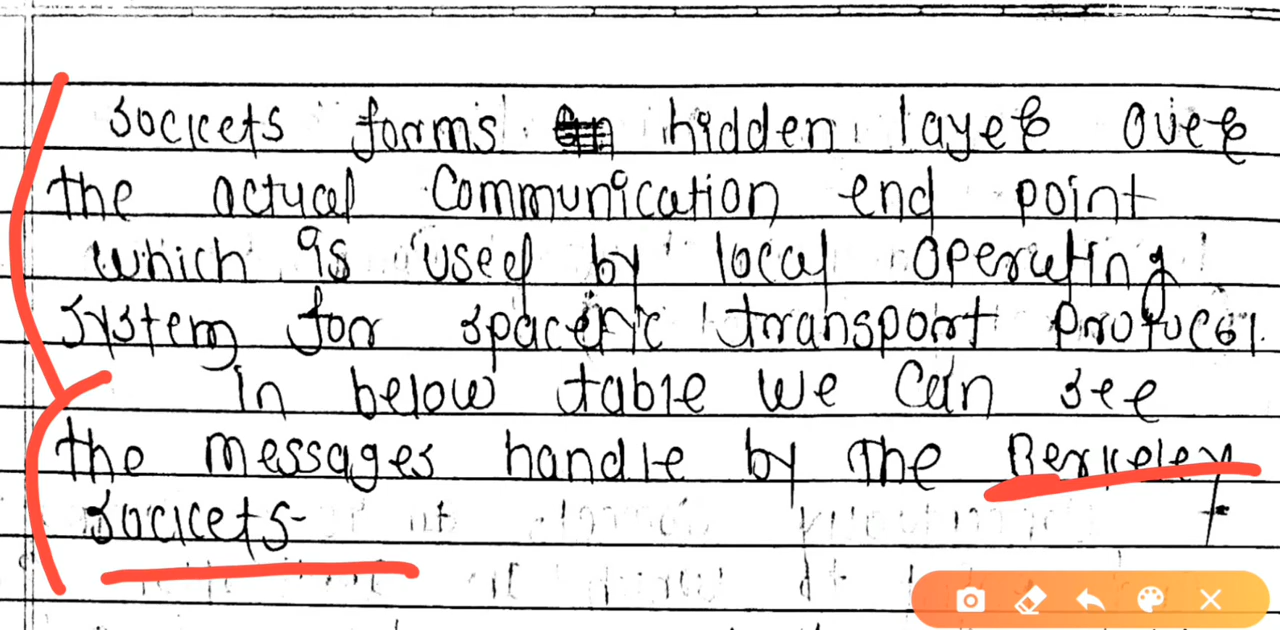 Sockets forms hidden layer over
the actual communication end point
which is used by local operating
system for spacefic transport protocol.
In below table we can see
the messages handle by the Berkeley
sockets-